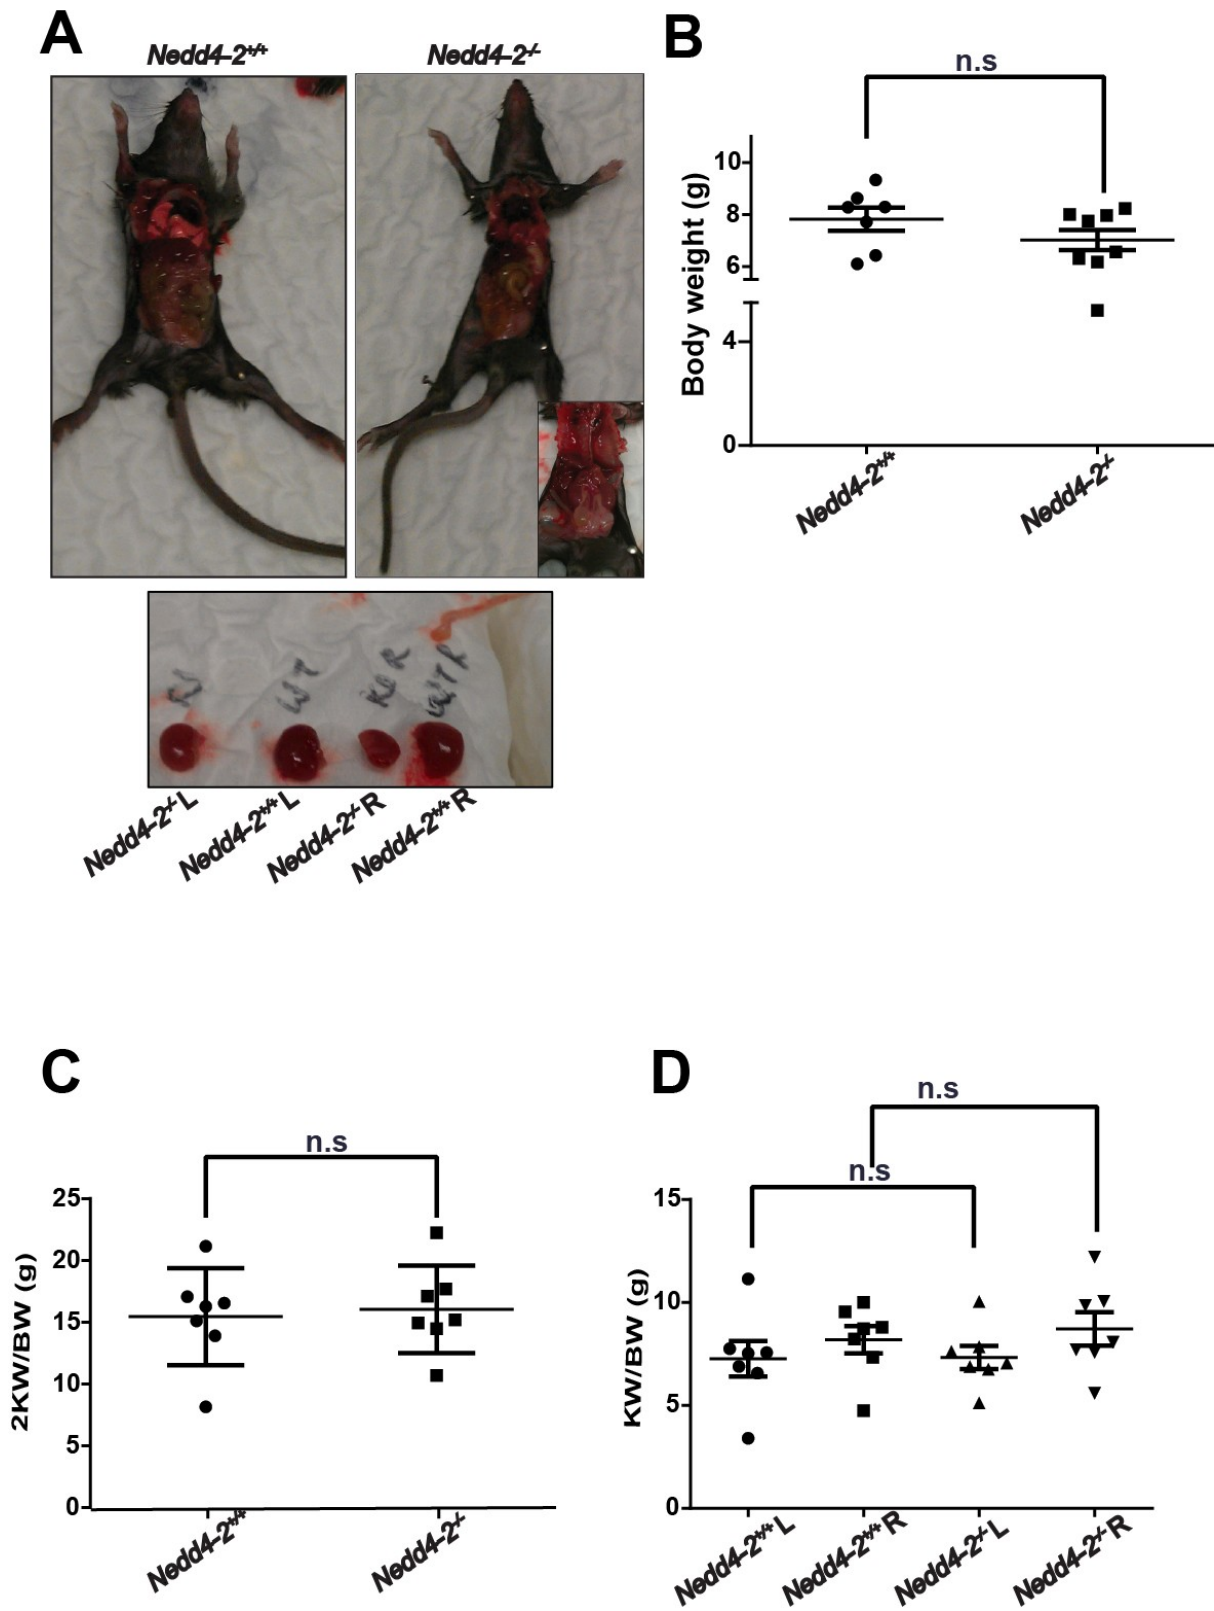 A
Nedd4-2+/+
Nedd4-2-/-
WT
KO R
WT R
Nedd4-2-/- L
Nedd4-2+/+ L
Nedd4-2-/- R
Nedd4-2+/+ R
B
n.s
Body weight (g)
10
8
6
4
0
Nedd4-2+/+
Nedd4-2-/-
C
n.s
2KW/BW (g)
25
20
15
10
5
0
Nedd4-2+/+
Nedd4-2-/-
D
n.s
n.s
KW/BW (g)
15
10
5
0
Nedd4-2+/+ L
Nedd4-2+/+ R
Nedd4-2-/- L
Nedd4-2-/- R